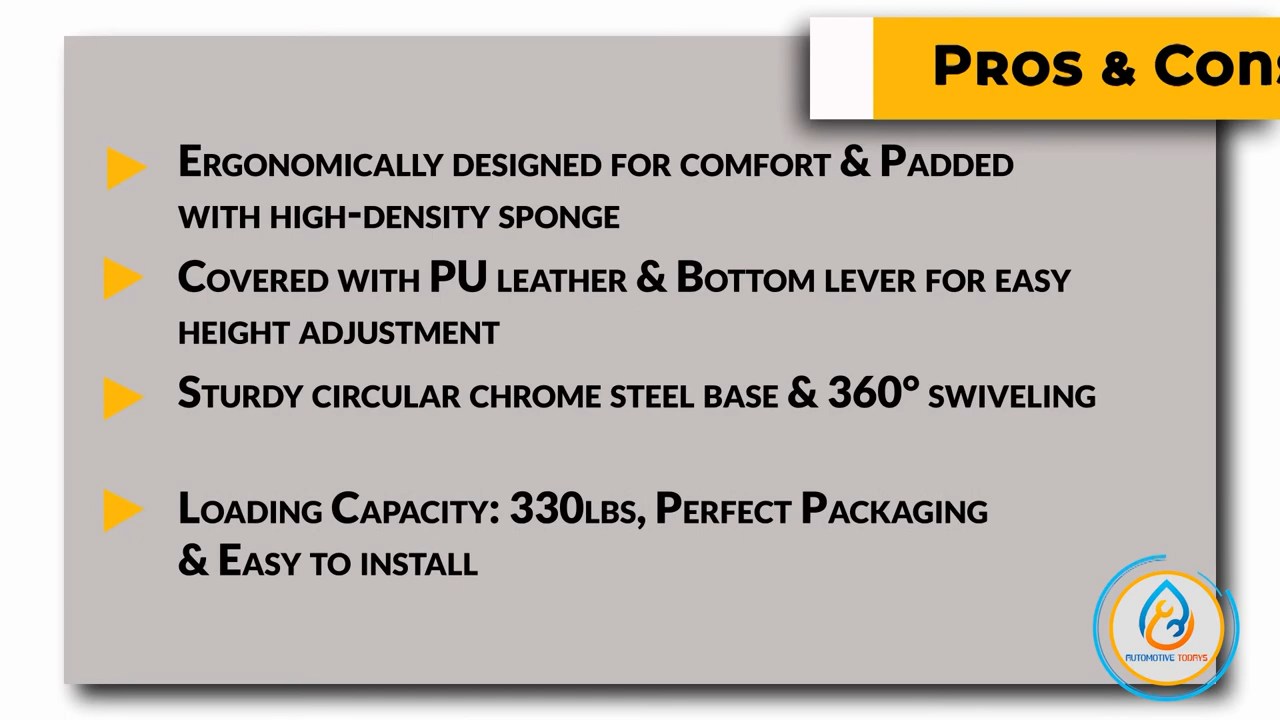 Pros & Cons
Ergonomically designed for comfort & Padded
with high-density sponge
Covered with PU leather & Bottom lever for easy
height adjustment
Sturdy circular chrome steel base & 360° swiveling
Loading Capacity: 330lbs, Perfect Packaging
& Easy to install
AUTOMOTIVE TODAYS